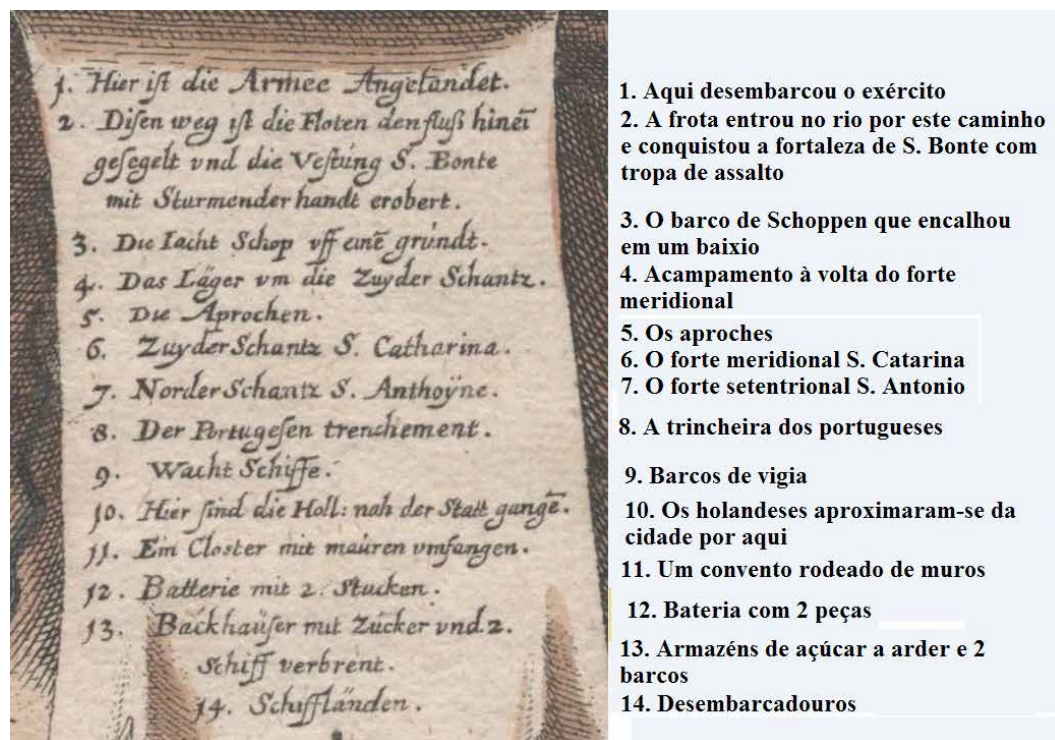 1. Hier ist die Armee Angelandet.
2. Disen weg ist die Floten den fluß hinei͂
gesegelt vnd die Vestung S. Bonte
mit Sturmender handt erobert.
3. Die Iacht Schop vff eine͂ grundt.
4. Das Läger vm die Zuyder Schantz.
5. Die Aprochen.
6. Zuyder Schantz S. Catharina.
7. Norder Schantz S. Anthoÿne.
8. Der Portugesen trenchement.
9. Wacht Schiffe.
10. Hier sind die Holl: nah der Statt gange͂.
11. Ein Closter mit mauren vmfangen.
12. Batterie mit 2. Stucken.
13. Backhaüser mit Zucker vnd. 2.
Schiff verbrent.
14. Schiffländen.
1. Aqui desembarcou o exército
2. A frota entrou no rio por este caminho
e conquistou a fortaleza de S. Bonte com
tropa de assalto
3. O barco de Schoppen que encalhou
em um baixio
4. Acampamento à volta do forte
meridional
5. Os aproches
6. O forte meridional S. Catarina
7. O forte setentrional S. Antonio
8. A trincheira dos portugueses
9. Barcos de vigia
10. Os holandeses aproximaram-se da
cidade por aqui
11. Um convento rodeado de muros
12. Bateria com 2 peças
13. Armazéns de açúcar a arder e 2
barcos
14. Desembarcadouros